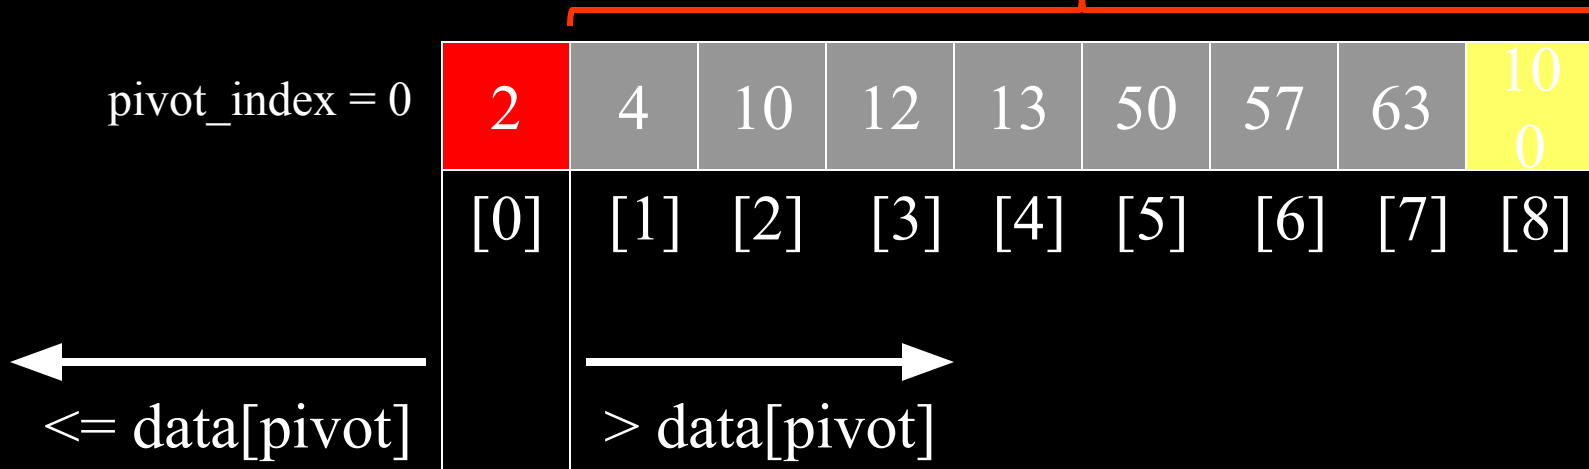 pivot_index = 0 2 4 10 12 13 50 57 63 10
0
[0] [1] [2] [3] [4] [5] [6] [7] [8]
<= data[pivot] > data[pivot]